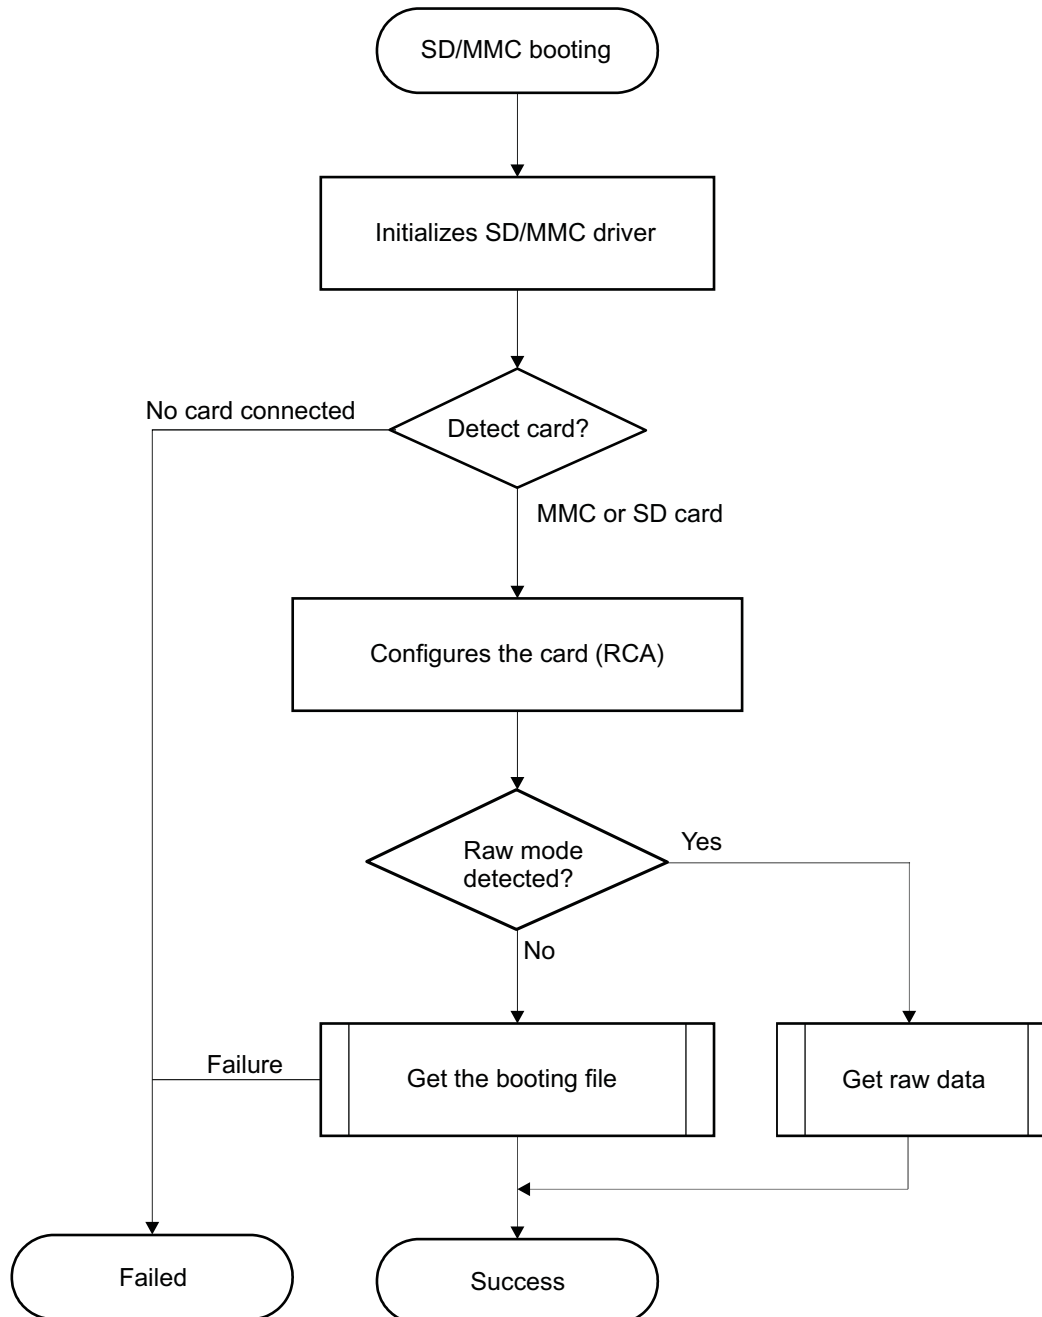 SD/MMC booting
Initializes SD/MMC driver
No card connected
Detect card?
MMC or SD card
Configures the card (RCA)
Raw mode
detected?
Yes
No
Failure
Get the booting file
Get raw data
Failed
Success